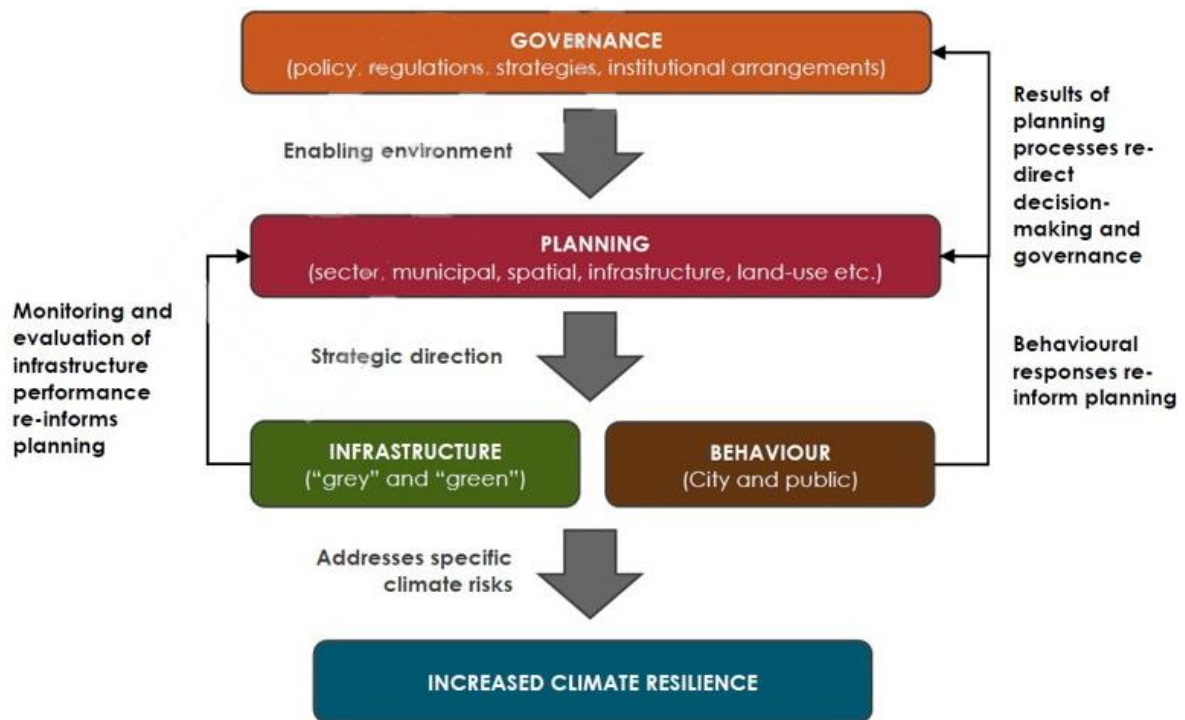 GOVERNANCE
(policy, regulations, strategies, institutional arrangements)
Enabling environment
Results of
planning
processes re-
direct
decision-
making and
governance
PLANNING
(sector, municipal, spatial, infrastructure, land-use etc.)
Monitoring and
evaluation of
infrastructure
performance
re-informs
planning
Strategic direction
Behavioural
responses re-
inform planning
INFRASTRUCTURE
(“grey” and “green”)
BEHAVIOUR
(City and public)
Addresses specific
climate risks
INCREASED CLIMATE RESILIENCE